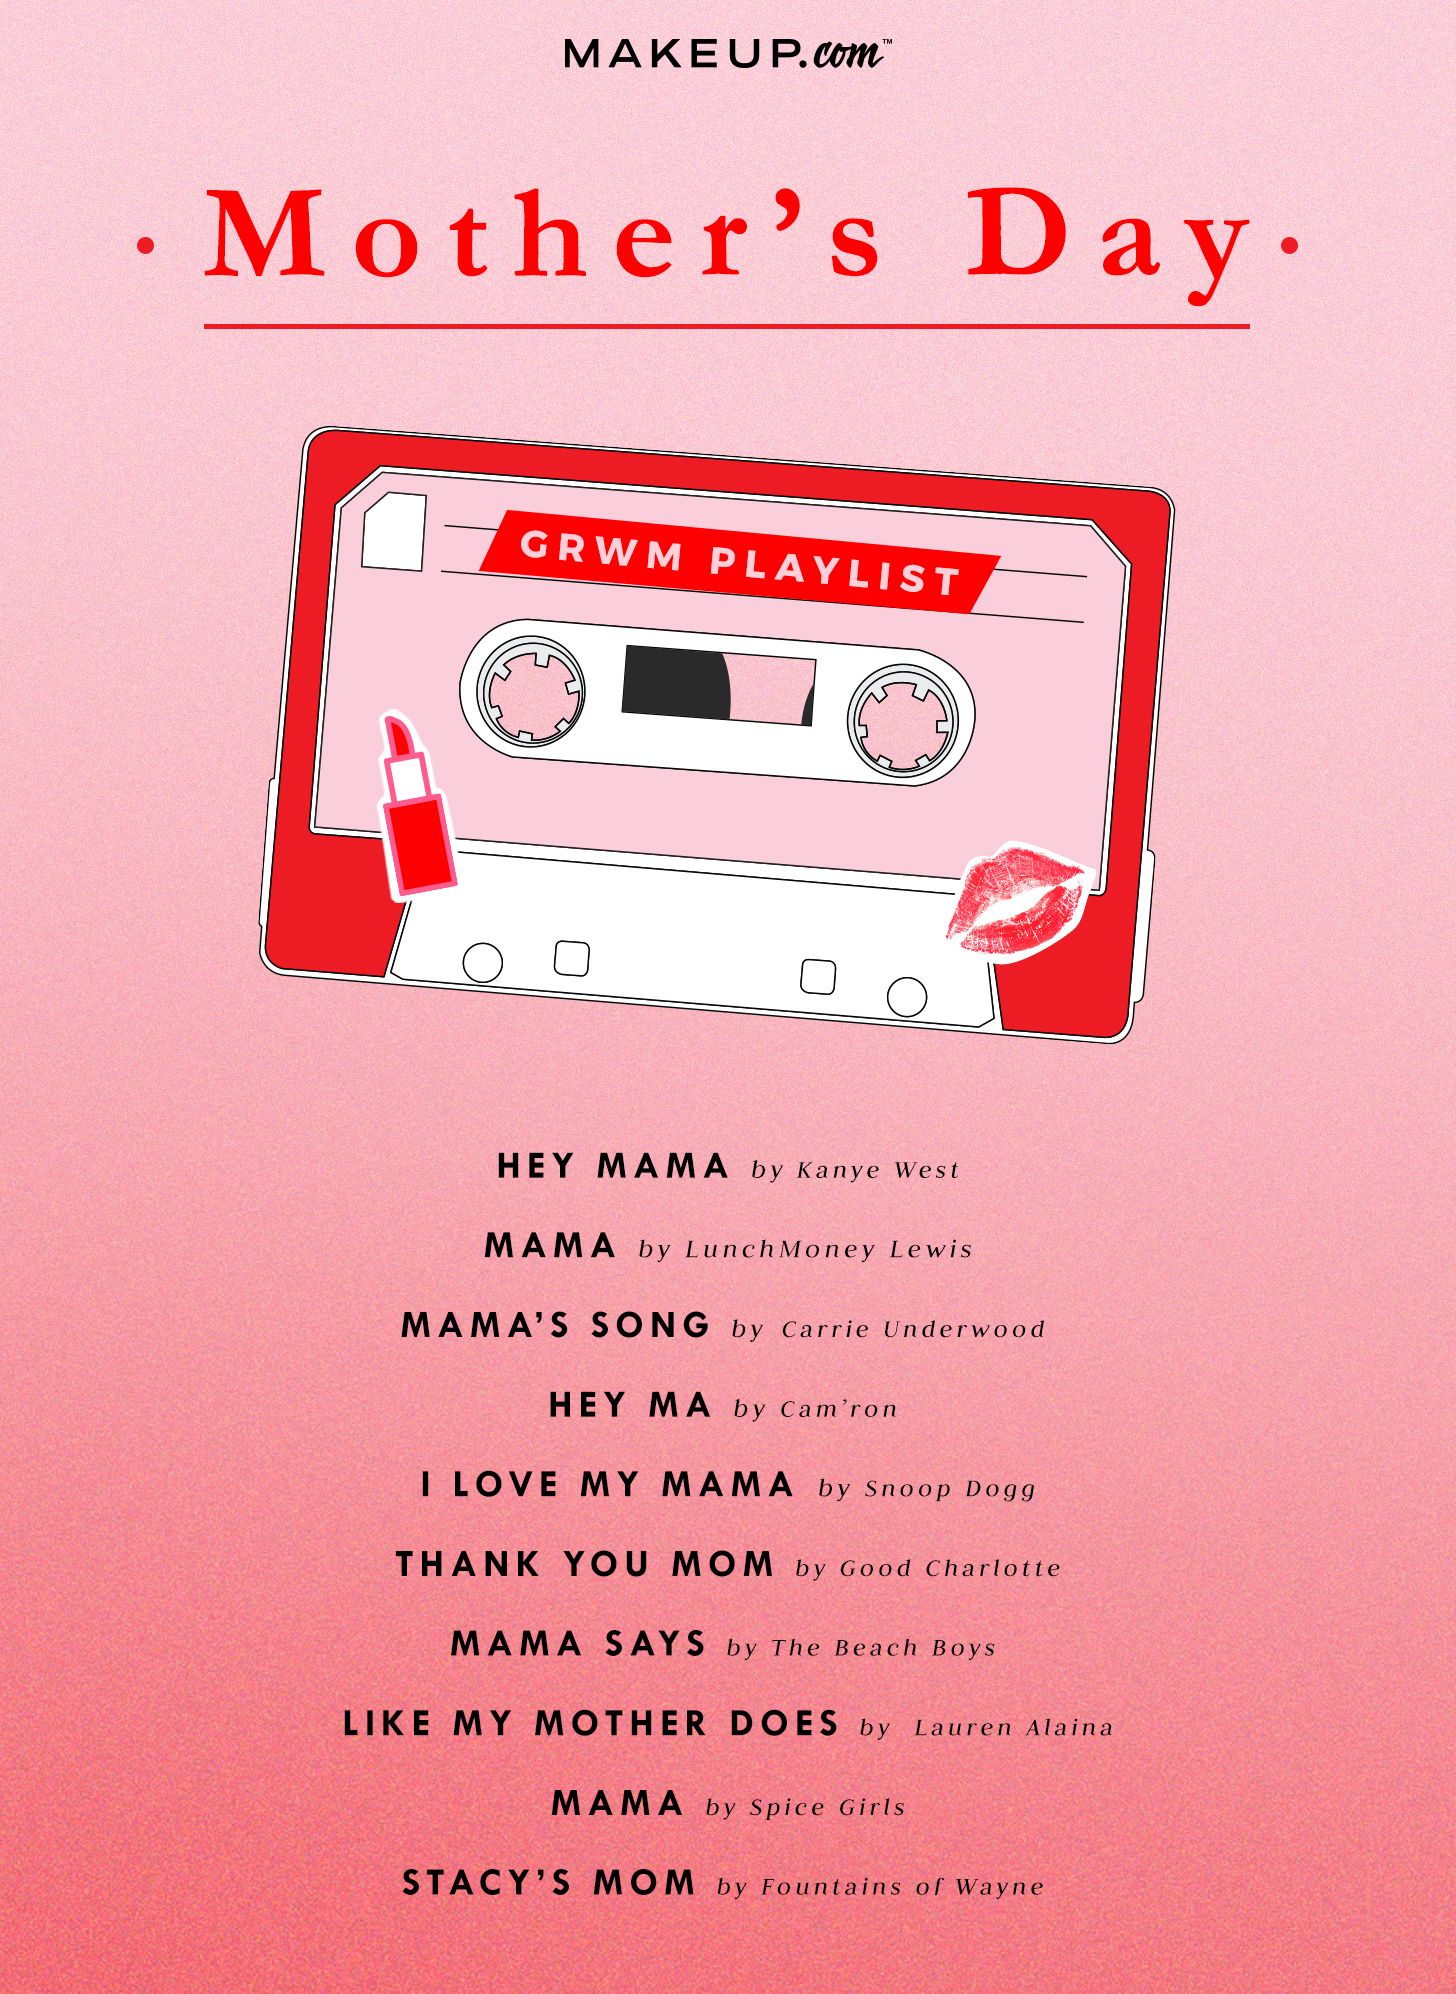 MAKEUP.com™
· Mother’s Day ·
GRWM PLAYLIST
HEY MAMA by Kanye West
MAMA by LunchMoney Lewis
MAMA’S SONG by Carrie Underwood
HEY MA by Cam’ron
I LOVE MY MAMA by Snoop Dogg
THANK YOU MOM by Good Charlotte
MAMA SAYS by The Beach Boys
LIKE MY MOTHER DOES by Lauren Alaina
MAMA by Spice Girls
STACY’S MOM by Fountains of Wayne